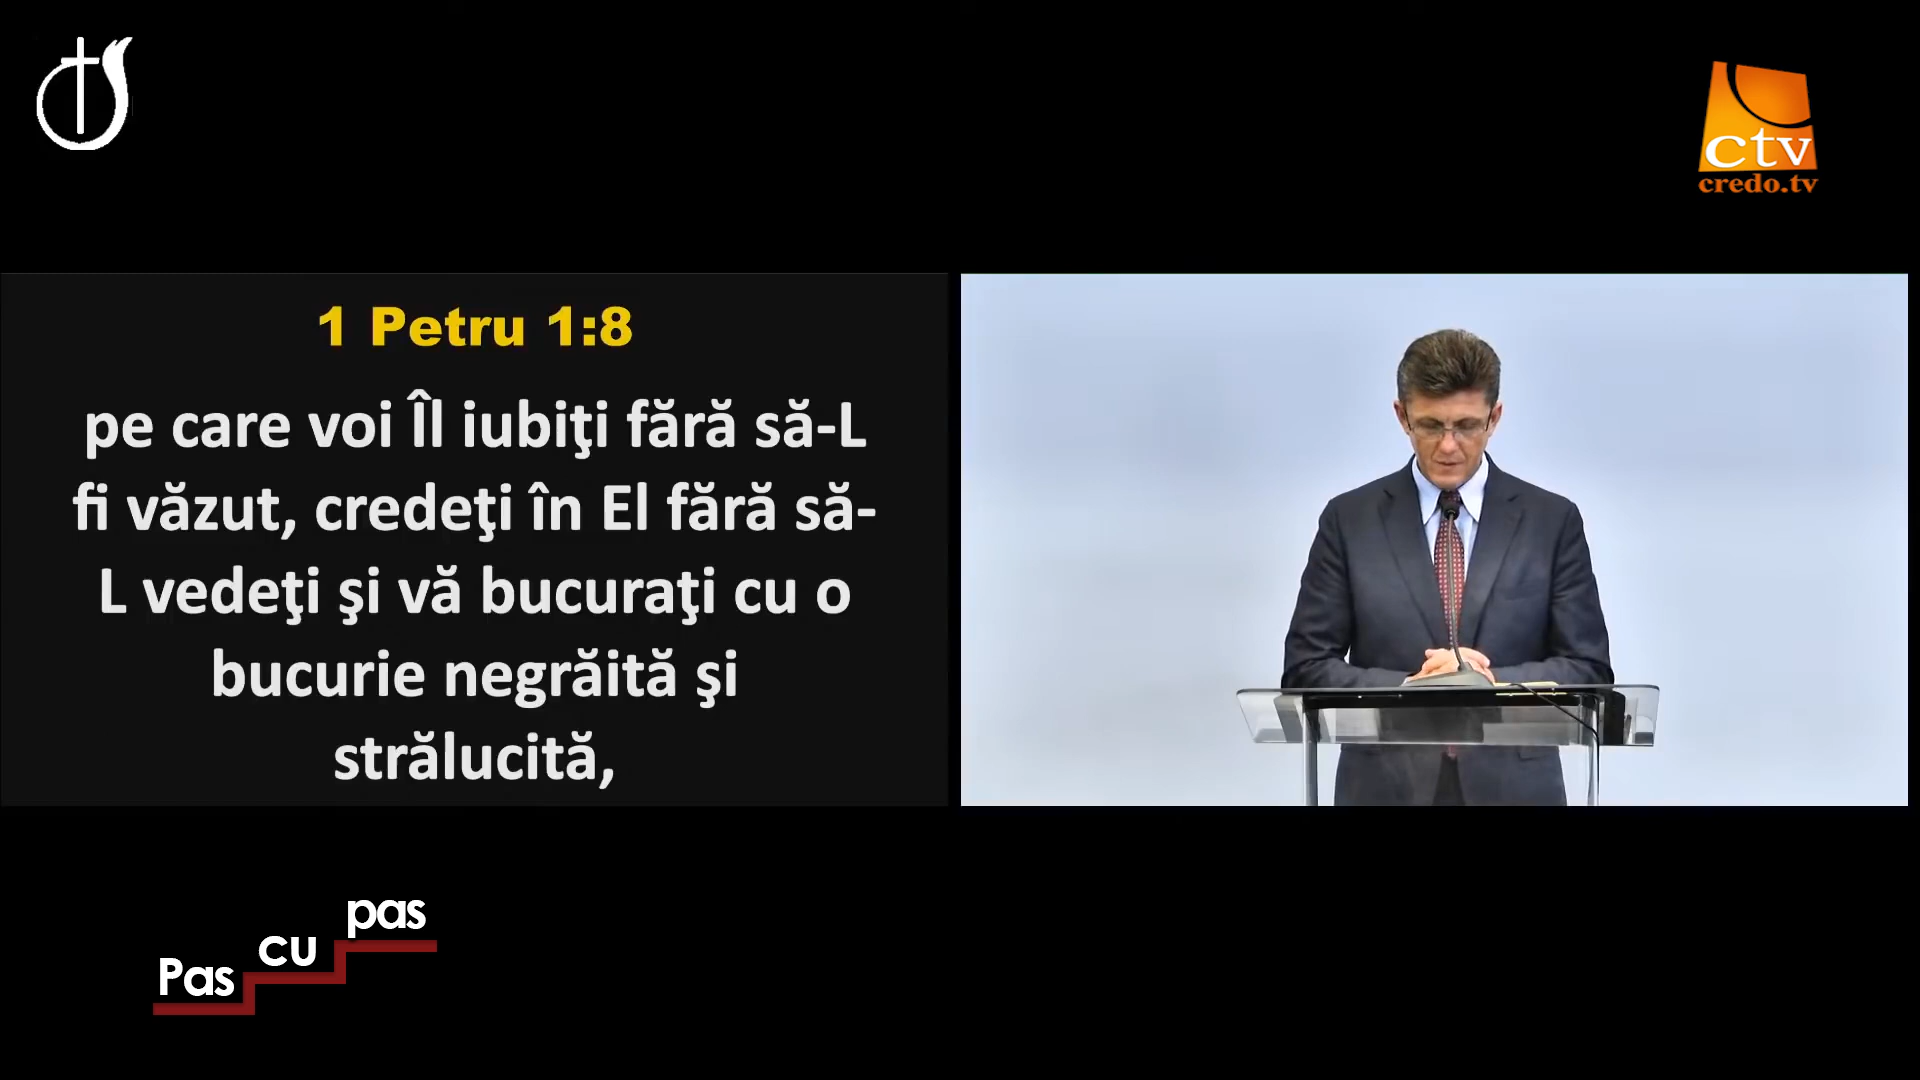 ctv
credo.tv
1 Petru 1:8
pe care voi Îl iubiţi fără să-L
fi văzut, credeţi în El fără să-
L vedeţi şi vă bucuraţi cu o
bucurie negrăită şi
strălucită,
Pas cu pas